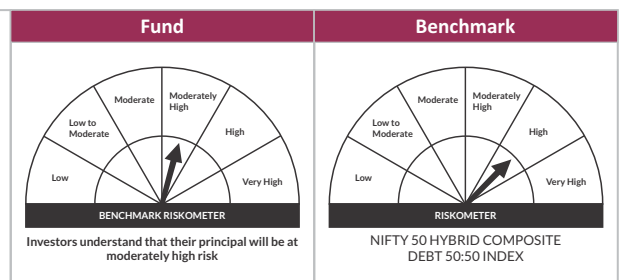 Fund
Benchmark
Low
Low to
Moderate
Moderate
Moderately
High
High
Very High
BENCHMARK RISKOMETER
Investors understand that their principal will be at
moderately high risk
Low
Low to
Moderate
Moderate
Moderately
High
High
Very High
RISKOMETER
NIFTY 50 HYBRID COMPOSITE
DEBT 50:50 INDEX